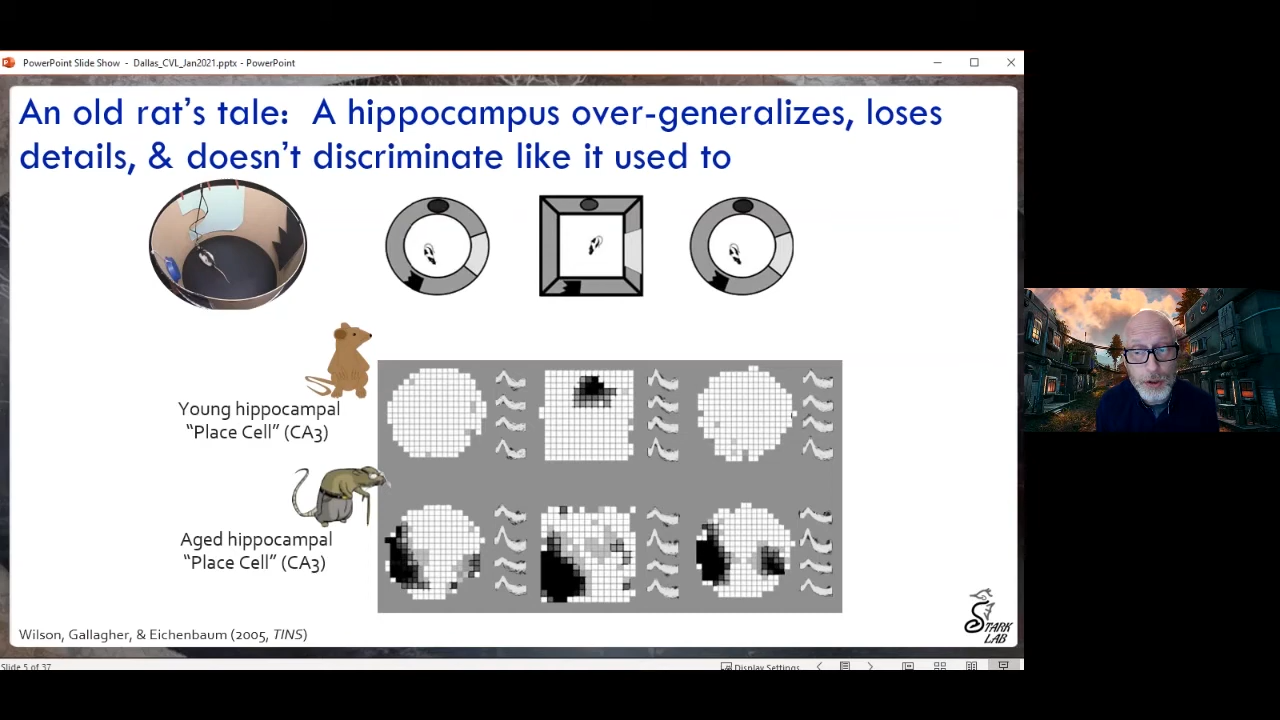 PowerPoint Slide Show - Dallas_CVL_Jan2021.pptx - PowerPoint
An old rat's tale: A hippocampus over-generalizes, loses
details, & doesn't discriminate like it used to
Young hippocampal
"Place Cell" (CA3)
Aged hippocampal
"Place Cell" (CA3)
Wilson, Gallagher, & Eichenbaum (2005, TINS)
STARK
LAB
Slide 5 of 37
Display Settings